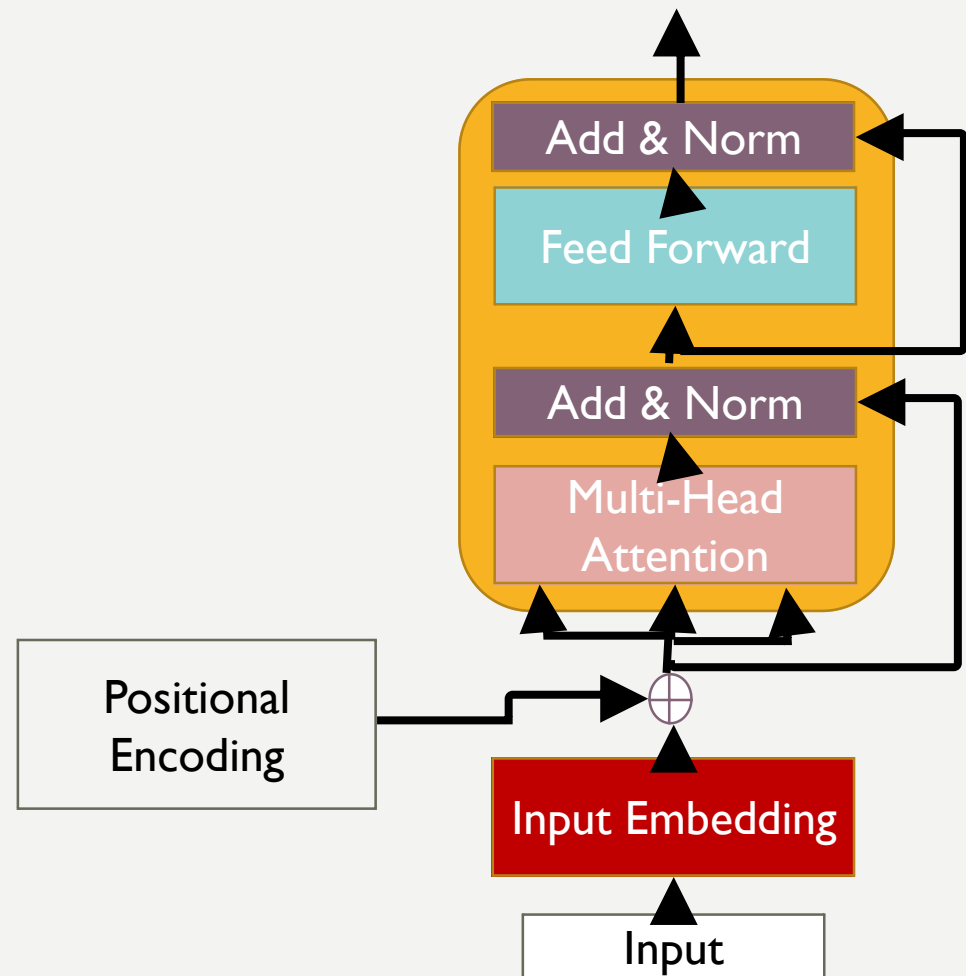 Add & Norm
Feed Forward
Add & Norm
Multi-Head
Attention
Positional
Encoding
Input Embedding
Input